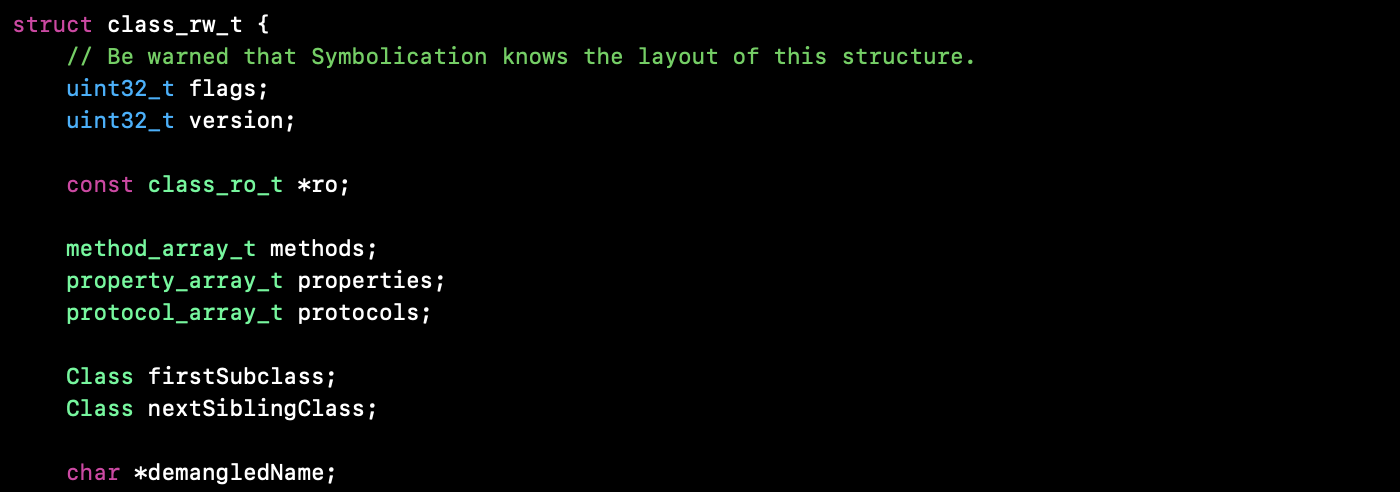 struct class_rw_t {
// Be warned that Symbolication knows the layout of this structure.
uint32_t flags;
uint32_t version;
const class_ro_t *ro;
method_array_t methods;
property_array_t properties;
protocol_array_t protocols;
Class firstSubclass;
Class nextSiblingClass;
char *demangledName;